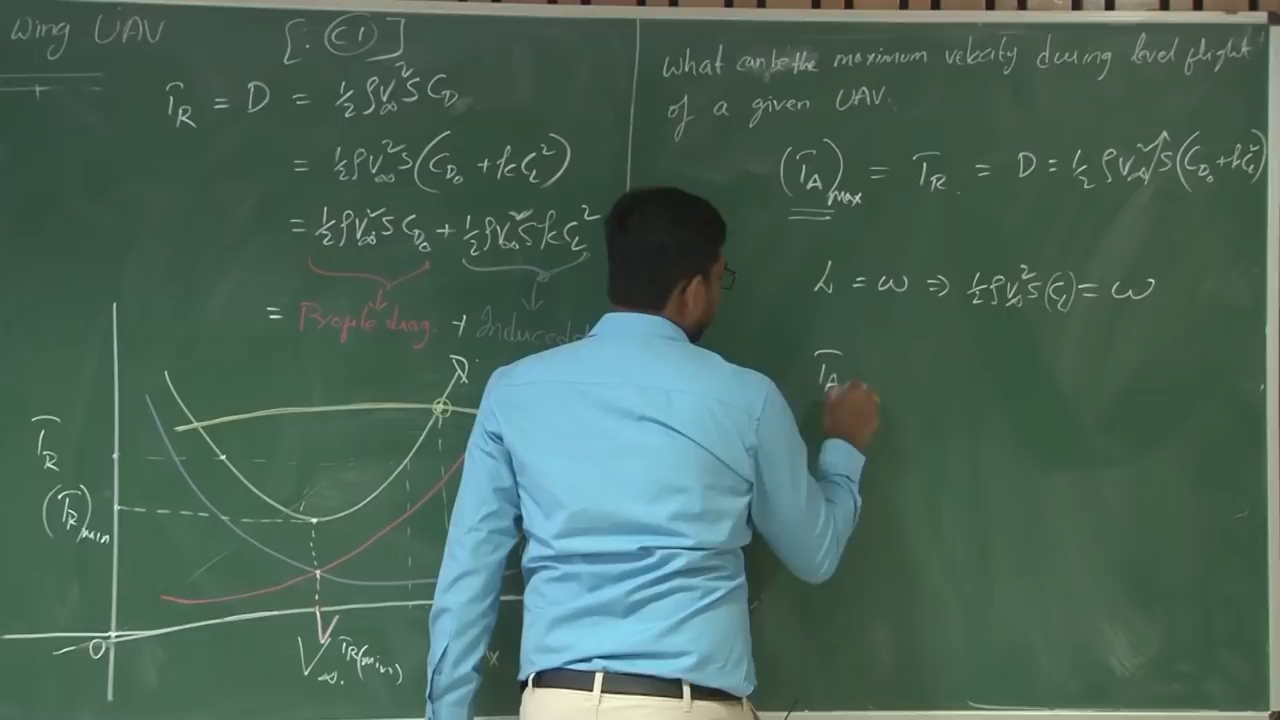 Wing UAV
[: C1]
T_R = D = ½ρV∞²SC_D
= ½ρV∞²S(C_D₀ + kC_L²)
= ½ρV∞²SC_D₀ + ½ρV∞²SkC_L²
= Profile drag. + Induced
D
T_R
(T_R)min
O
V∞. TR(min)
What can be the maximum velocity during level flight
of a given UAV.
(T_A)max = T_R. = D = ½ρV∞²S(C_D₀ + kC_L²)
L = W ⇒ ½ρV∞²S(C_L) = W
T_A